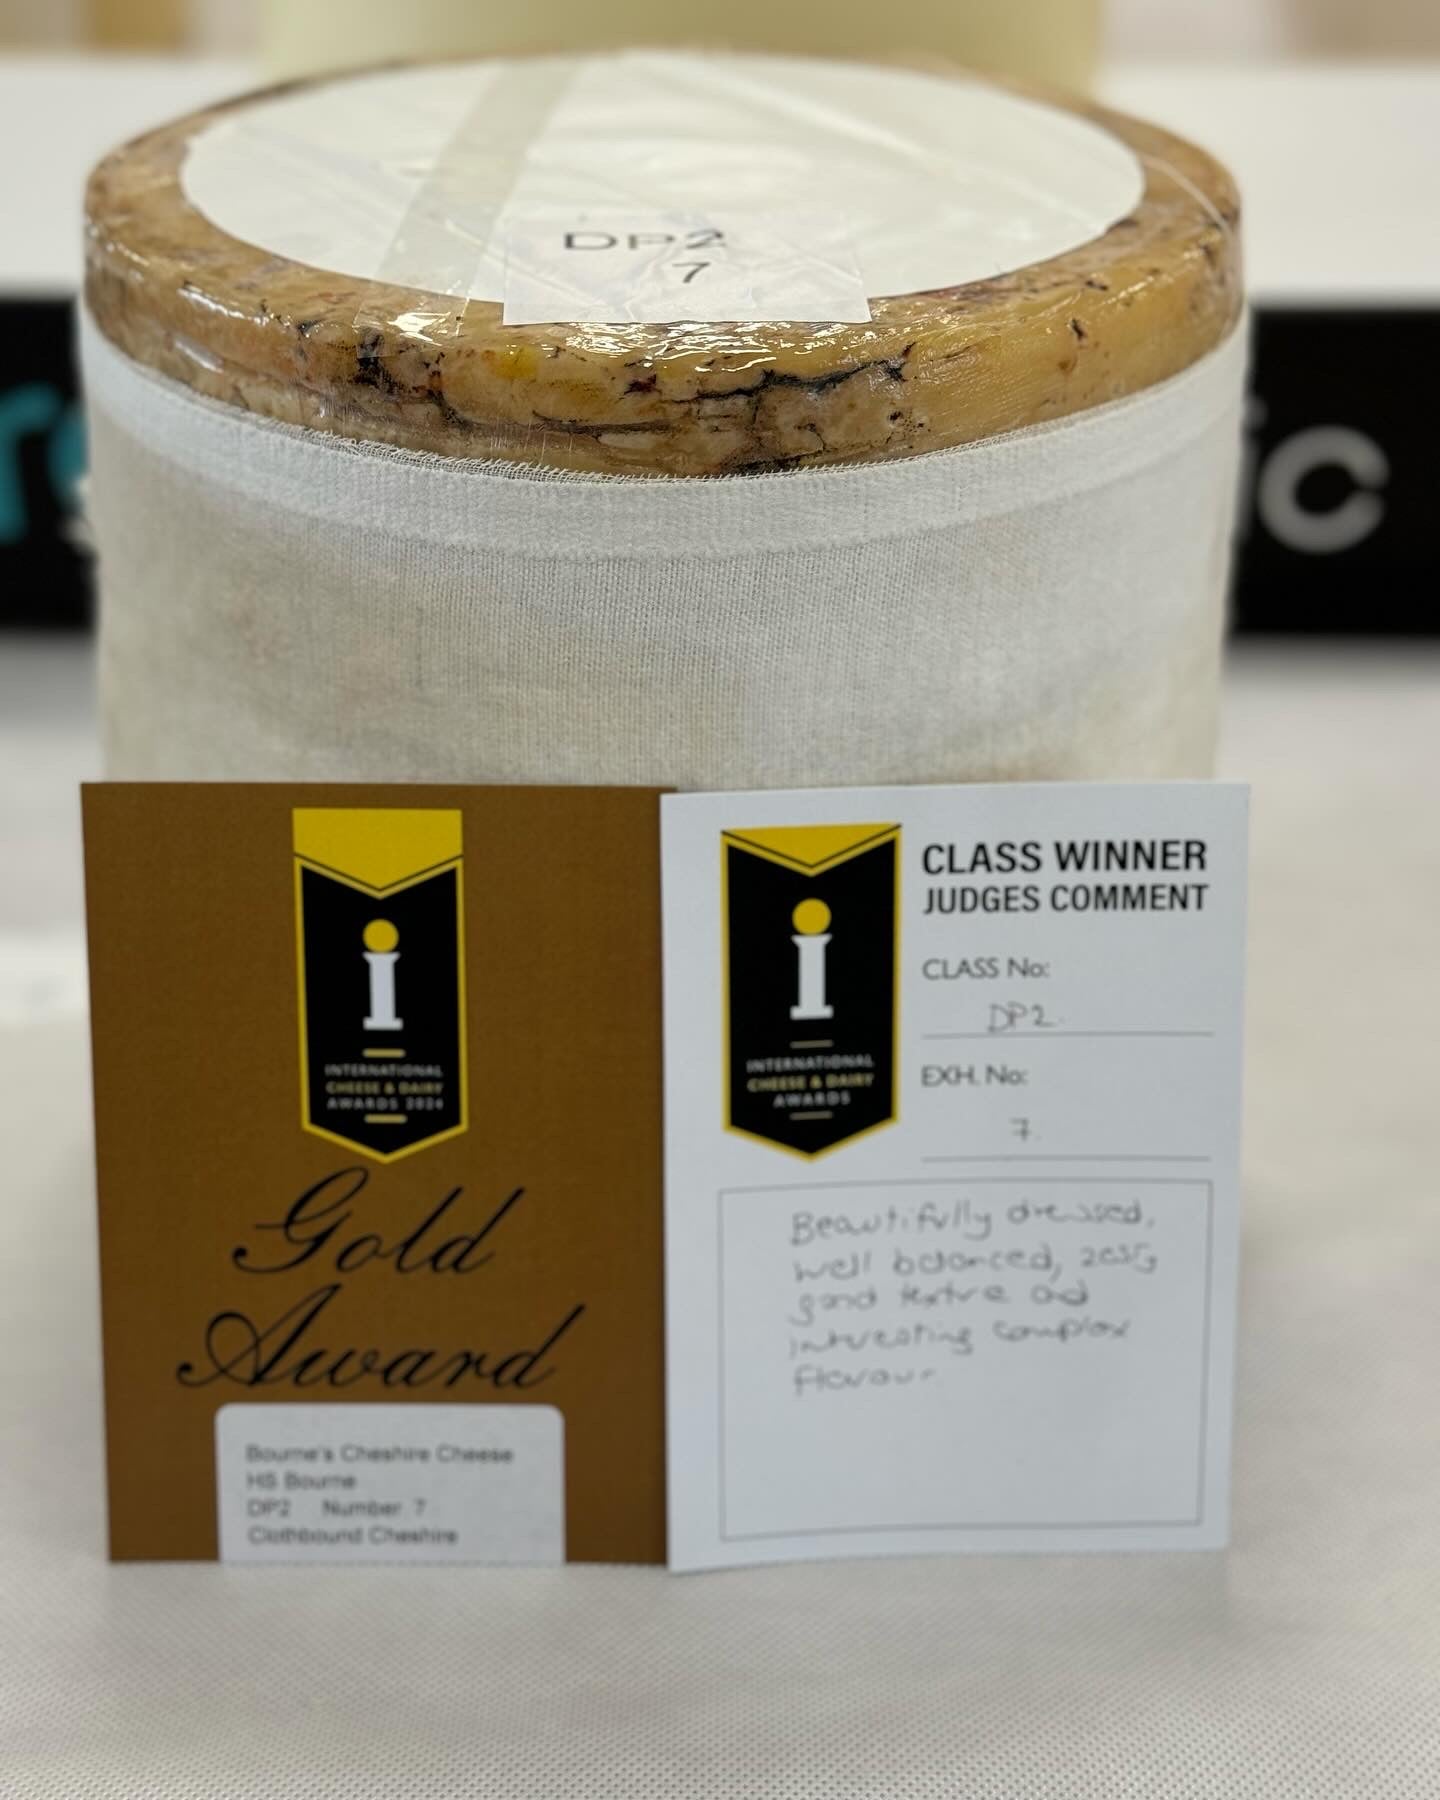 DP2
7
i
INTERNATIONAL
CHEESE & DAIRY
AWARDS 2024
Gold
Award
Bourne's Cheshire Cheese
HS Bourne
DP2 Number 7
Clothbound Cheshire
i
INTERNATIONAL
CHEESE & DAIRY
AWARDS
CLASS WINNER
JUDGES COMMENT
CLASS No:
DP2.
EXH. No:
7.
Beautifully dressed,
well balanced, zesty
good texture and
interesting complex
flavour.
ic